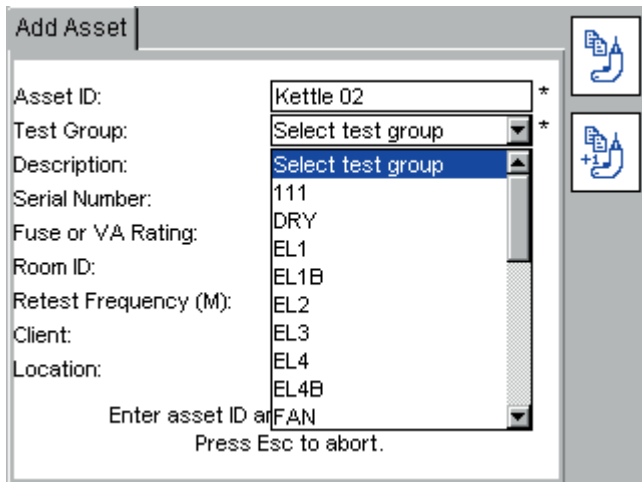 Add Asset
Asset ID: Kettle 02 *
Test Group: Select test group *
Description: Select test group
Serial Number: 111
DRY
Fuse or VA Rating: EL1
Room ID: EL1B
Retest Frequency (M): EL2
EL3
Client: EL4
Location: EL4B
Enter asset ID ar FAN
Press Esc to abort.
+1